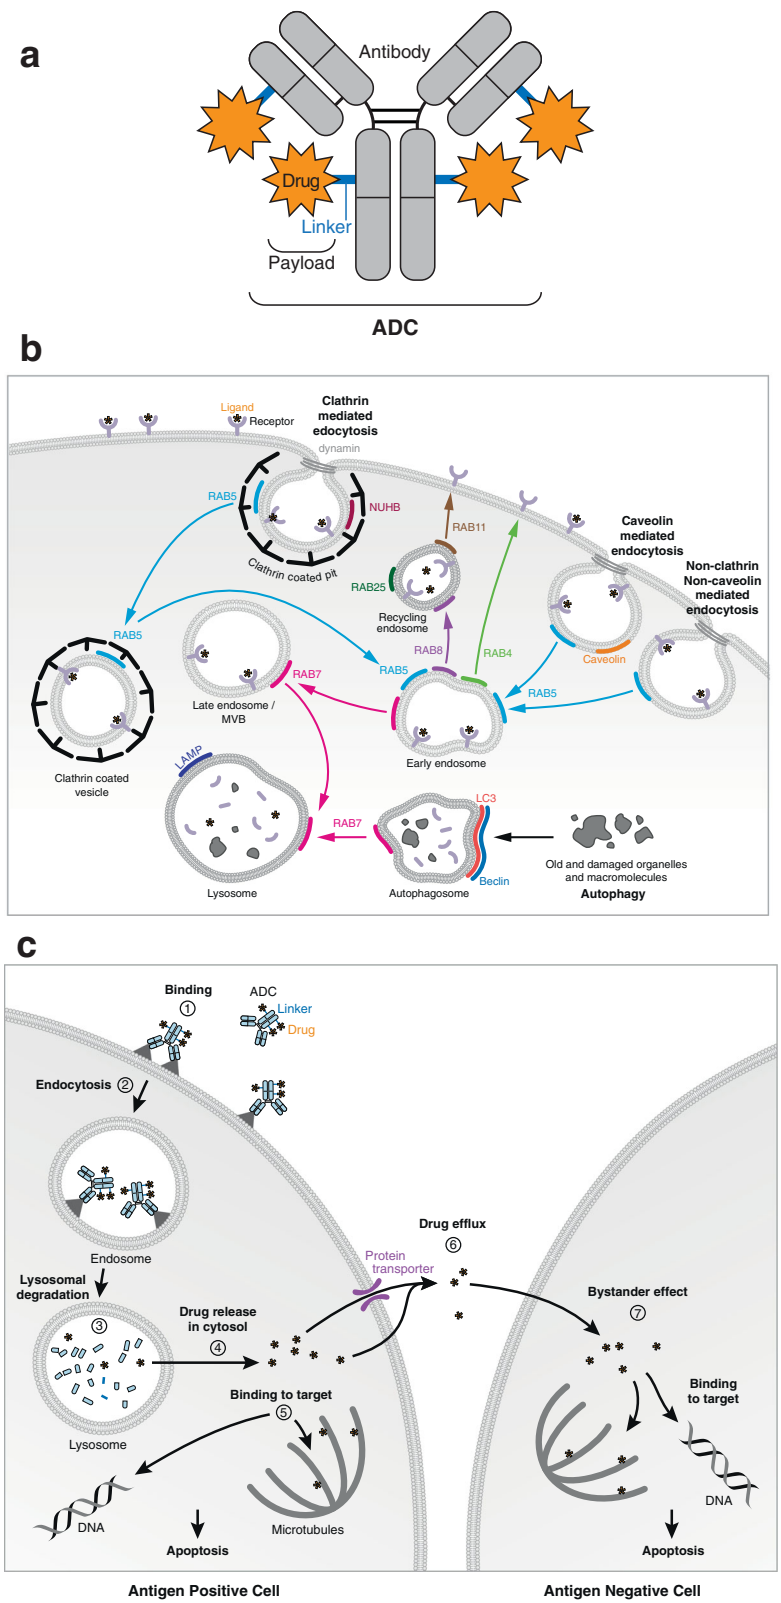 a
Antibody
Drug
Linker
Payload
ADC
b
Ligand
Receptor
Clathrin
mediated
edocytosis
dynamin
RAB5
NUHB
Clathrin coated pit
RAB11
RAB25
Recycling
endosome
Caveolin
mediated
endocytosis
Non-clathrin
Non-caveolin
mediated
endocytosis
RAB5
RAB7
Late endosome /
MVB
RAB5
RAB8
RAB4
Caveolin
RAB5
Early endosome
Clathrin coated
vesicle
LAMP
Lysosome
RAB7
LC3
Beclin
Autophagosome
Old and damaged organelles
and macromolecules
Autophagy
c
Binding
1
ADC
Linker
Drug
Endocytosis 2
Endosome
Lysosomal
degradation
3
Lysosome
Drug release
in cytosol
4
Protein
transporter
Drug efflux
6
Bystander effect
7
Binding to target
5
DNA
Microtubules
Apoptosis
Binding
to target
DNA
Apoptosis
Antigen Positive Cell
Antigen Negative Cell